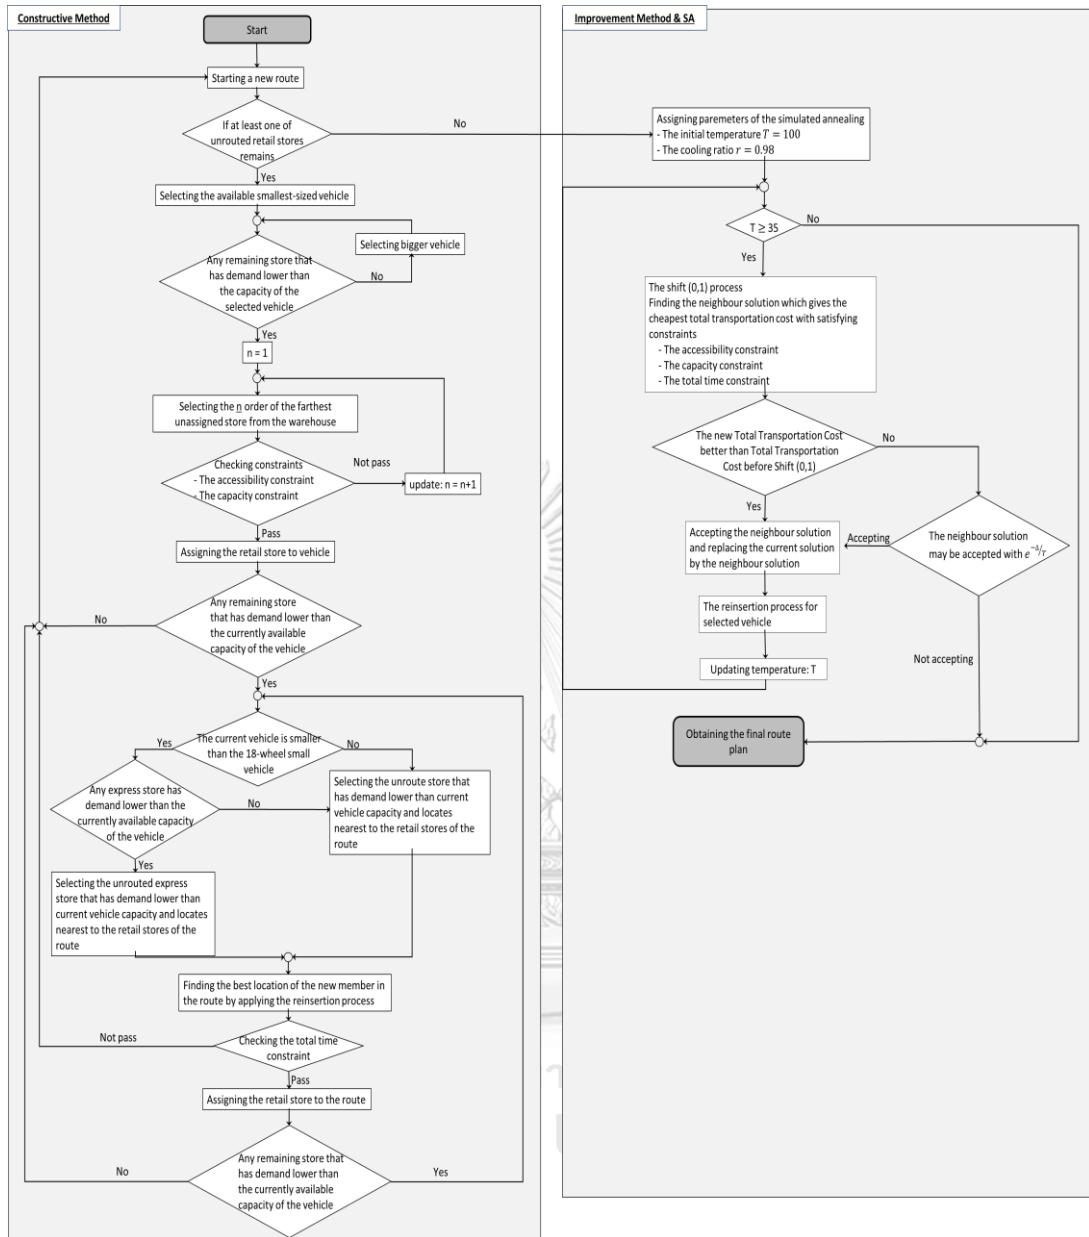 Constructive Method
Start
Starting a new route
If at least one of
unrouted retail stores
remains
No
Yes
Selecting the available smallest-sized vehicle
Selecting bigger vehicle
Any remaining store that
has demand lower than
the capacity of the
selected vehicle
No
Yes
n = 1
Selecting the n order of the farthest
unassigned store from the warehouse
Checking constraints
- The accessibility constraint
- The capacity constraint
Not pass
update: n = n+1
Pass
Assigning the retail store to vehicle
Any remaining store
that has demand lower than
the currently available
capacity of the vehicle
No
Yes
The current vehicle is smaller
than the 18-wheel small
vehicle
Yes
No
Any express store has
demand lower than the
currently available capacity
of the vehicle
No
Selecting the unroute store that
has demand lower than current
vehicle capacity and locates
nearest to the retail stores of the
route
Yes
Selecting the unrouted express
store that has demand lower than
current vehicle capacity and locates
nearest to the retail stores of the
route
Finding the best location of the new member in
the route by applying the reinsertion process
Not pass
Checking the total time
constraint
Pass
Assigning the retail store to the route
Any remaining store that
has demand lower than
the currently available
capacity of the vehicle
No
Yes
Improvement Method & SA
Assigning paremeters of the simulated annealing
- The initial temperature T = 100
- The cooling ratio r = 0.98
T ≥ 35
No
Yes
The shift (0,1) process
Finding the neighbour solution which gives the
cheapest total transportation cost with satisfying
constraints
- The accessibility constraint
- The capacity constraint
- The total time constraint
The new Total Transportation Cost
better than Total Transportation
Cost before Shift (0,1)
No
Yes
Accepting the neighbour solution
and replacing the current solution
by the neighbour solution
Accepting
The neighbour solution
may be accepted with e^{-Δ/T}
The reinsertion process for
selected vehicle
Not accepting
Updating temperature: T
Obtaining the final route
plan